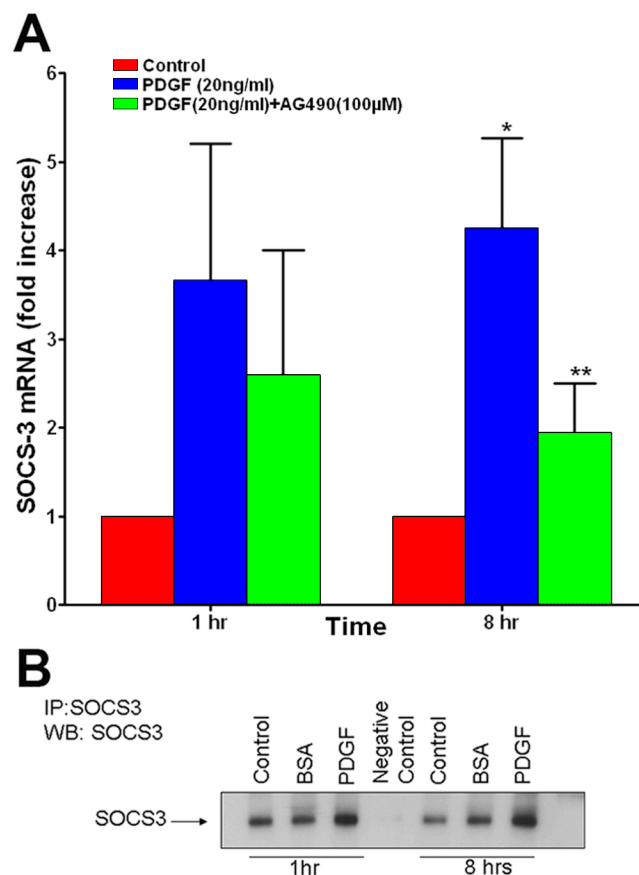 A
Control
PDGF (20ng/ml)
PDGF(20ng/ml)+AG490(100µM)
SOCS-3 mRNA (fold increase)
6
5
4
3
2
1
0
*
**
1 hr
Time
8 hr
B
IP:SOCS3
WB: SOCS3
Control
BSA
PDGF
Negative
Control
Control
BSA
PDGF
SOCS3
1hr
8 hrs